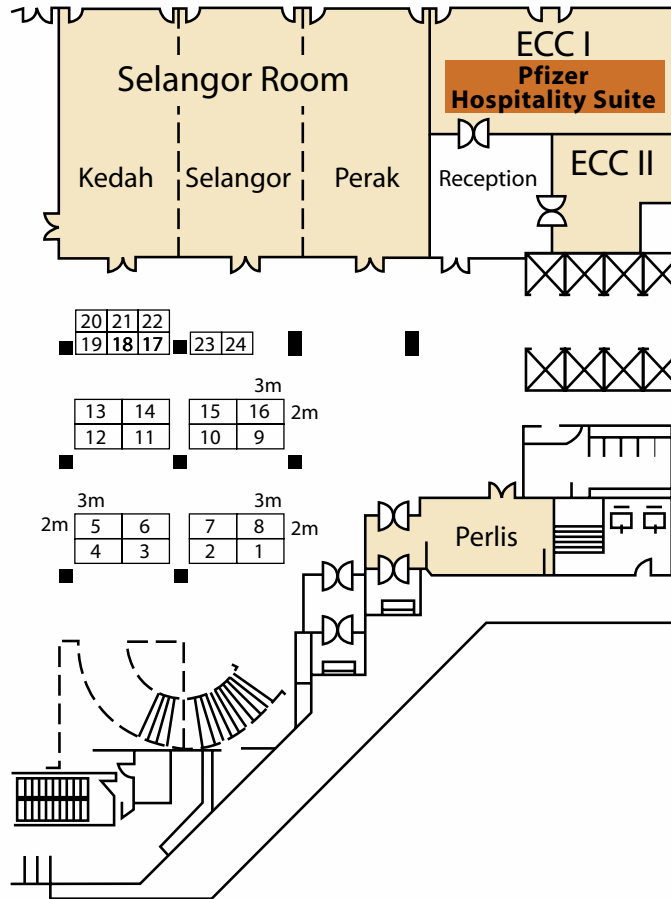 ECC I
Selangor Room
Pfizer
Hospitality Suite
ECC II
Kedah
Selangor
Perak
Reception
20 21 22
19 18 17
23 24
3m
13 14
15 16
2m
12 11
10 9
3m
3m
2m
5 6
7 8
2m
4 3
2 1
Perlis